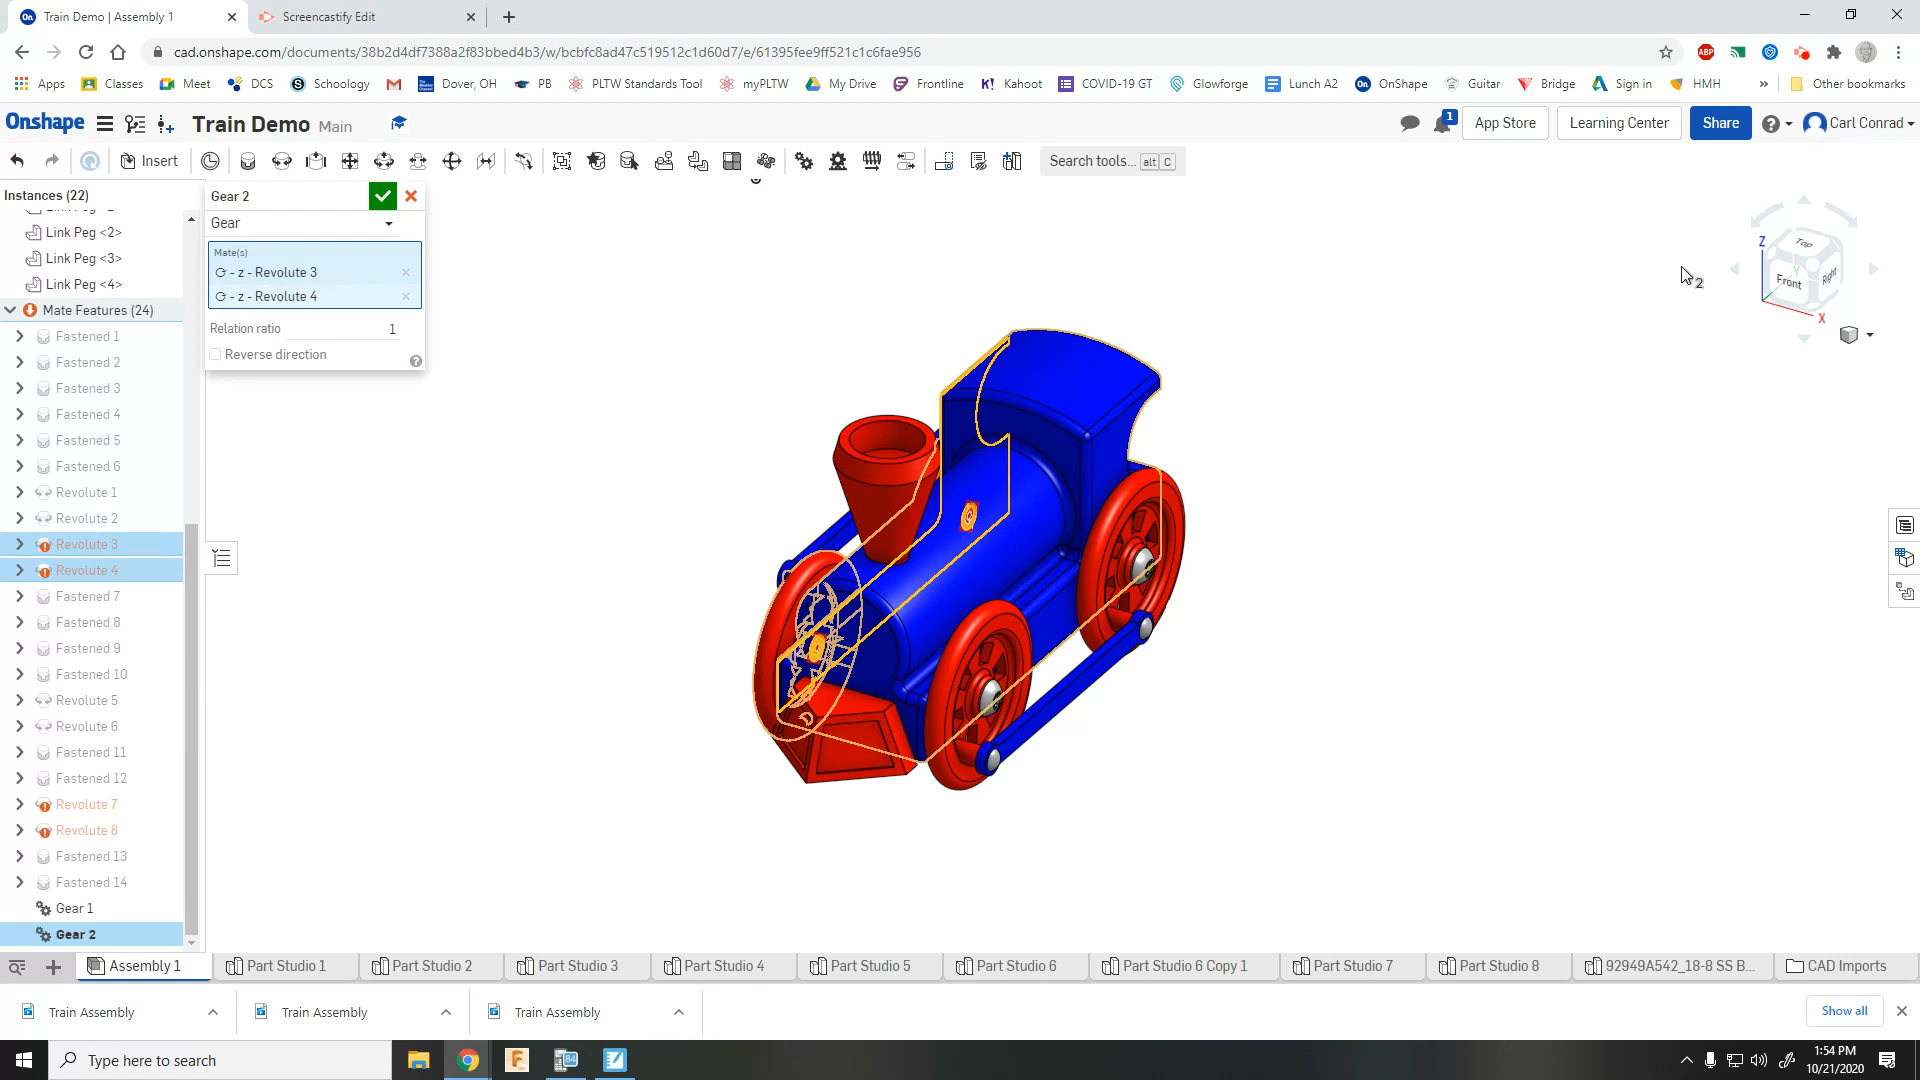 Train Demo | Assembly 1
Screencastify Edit
cad.onshape.com/documents/38b2d4df7388a2f83bbed4b3/w/bcbfc8ad47c519512c1d60d7/e/61395fee9ff521c1c6fae956
Apps
Classes
Meet
DCS
Schoology
Dover, OH
PB
PLTW Standards Tool
myPLTW
My Drive
Frontline
Kahoot
COVID-19 GT
Glowforge
Lunch A2
OnShape
Guitar
Bridge
Sign in
HMH
Other bookmarks
Onshape
Train Demo Main
1
App Store
Learning Center
Share
Carl Conrad
Insert
Search tools... alt C
Instances (22)
Link Peg <2>
Link Peg <3>
Link Peg <4>
Mate Features (24)
Fastened 1
Fastened 2
Fastened 3
Fastened 4
Fastened 5
Fastened 6
Revolute 1
Revolute 2
Revolute 3
Revolute 4
Fastened 7
Fastened 8
Fastened 9
Fastened 10
Revolute 5
Revolute 6
Fastened 11
Fastened 12
Revolute 7
Revolute 8
Fastened 13
Fastened 14
Gear 1
Gear 2
Gear 2
Gear
Mate(s)
- z - Revolute 3
- z - Revolute 4
Relation ratio 1
Reverse direction
2
Z
Top
Y
Front
Right
X
Assembly 1
Part Studio 1
Part Studio 2
Part Studio 3
Part Studio 4
Part Studio 5
Part Studio 6
Part Studio 6 Copy 1
Part Studio 7
Part Studio 8
92949A542_18-8 SS B...
CAD Imports
Train Assembly
Train Assembly
Train Assembly
Show all
Type here to search
1:54 PM
10/21/2020